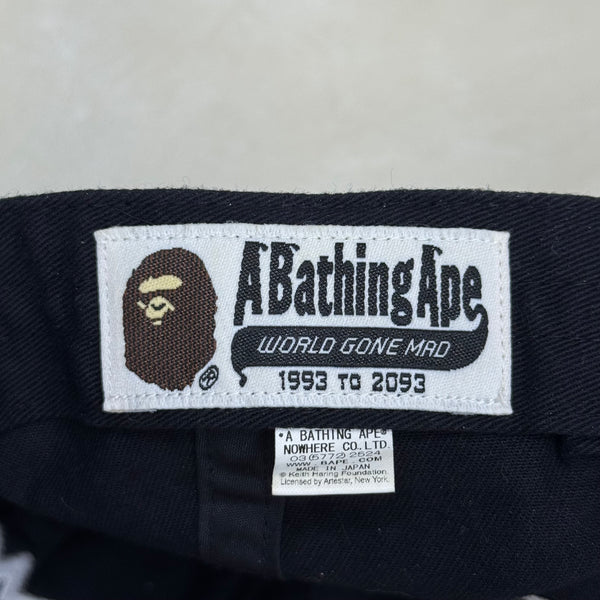 A Bathing Ape
WORLD GONE MAD
1993 TO 2093
®
•A BATHING APE®
NOWHERE CO., LTD.
03(5772)2524
WWW.BAPE.COM
MADE IN JAPAN
© Keith Haring Foundation
Licensed by Artestar, New York.